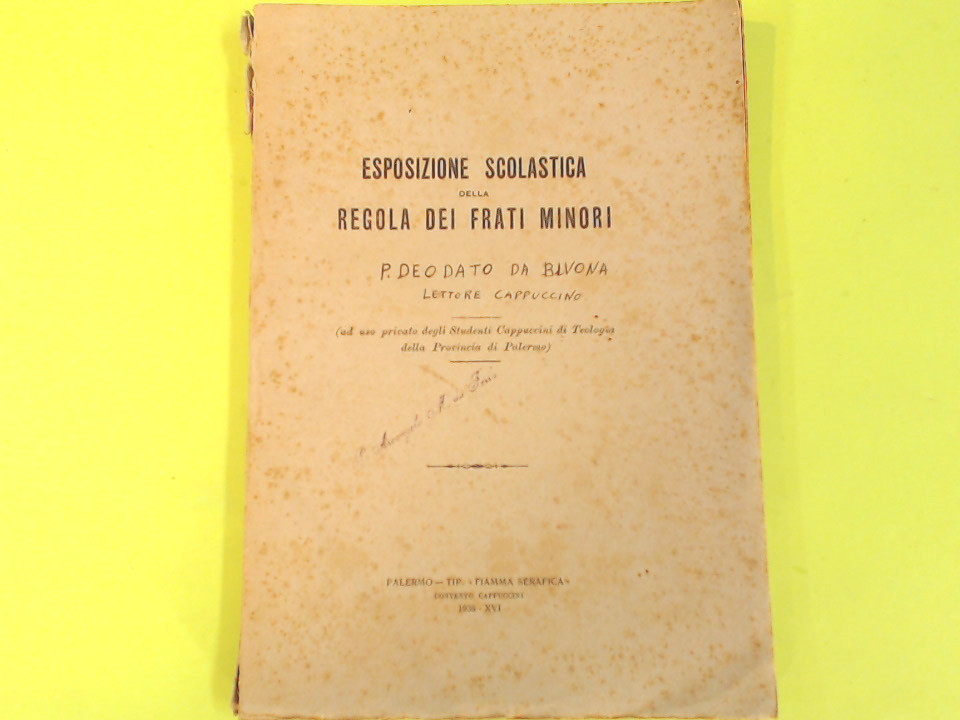 ESPOSIZIONE SCOLASTICA
DELLA
REGOLA DEI FRATI MINORI
P. DEODATO DA BIVONA
LETTORE CAPPUCCINO
(ad uso privato degli Studenti Cappuccini di Teologia
della Provincia di Palermo)
PALERMO — TIP. «FIAMMA SERAFICA»
CONVENTO CAPPUCCINI
XVI